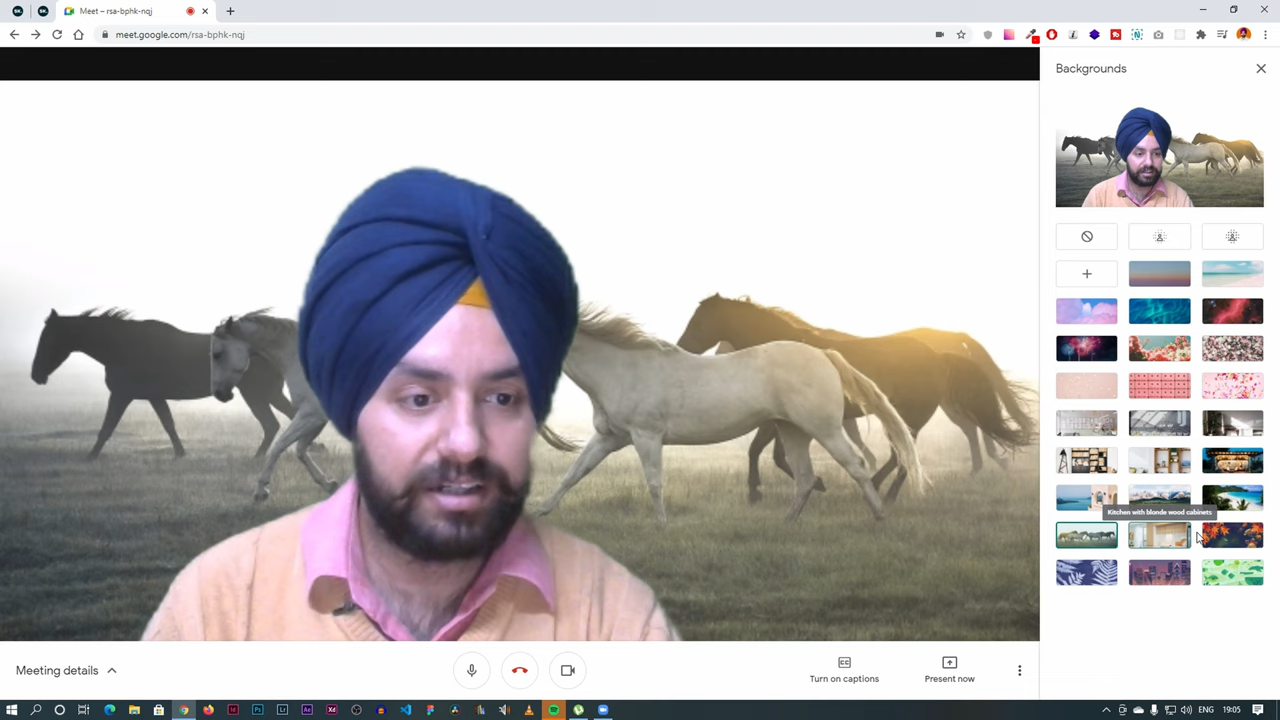 Meet – rsa-bphk-nqj
meet.google.com/rsa-bphk-nqj
Backgrounds
Kitchen with blonde wood cabinets
Meeting details
Turn on captions
Present now
ENG
19:05